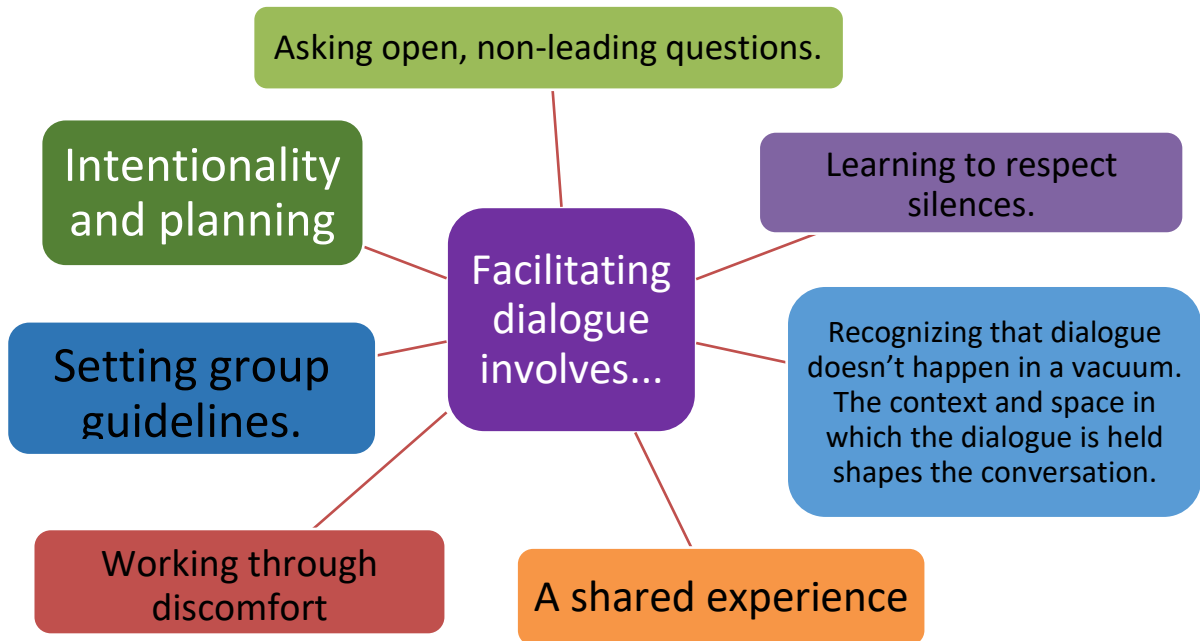 Asking open, non-leading questions.
Intentionality
and planning
Learning to respect
silences.
Facilitating
dialogue
involves...
Setting group
guidelines.
Recognizing that dialogue
doesn’t happen in a vacuum.
The context and space in
which the dialogue is held
shapes the conversation.
Working through
discomfort
A shared experience